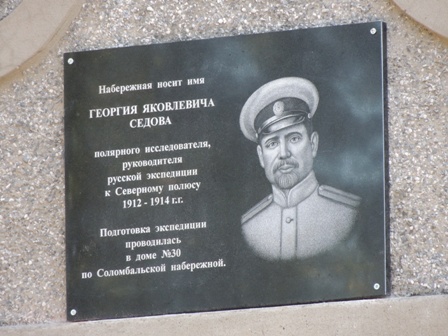 Набережная носит имя
ГЕОРГИЯ ЯКОВЛЕВИЧА
СЕДОВА
полярного исследователя,
руководителя
русской экспедиции
к Северному полюсу
1912 - 1914 г.г.
Подготовка экспедиции
проводилась
в доме №30
по Соломбальской набережной.